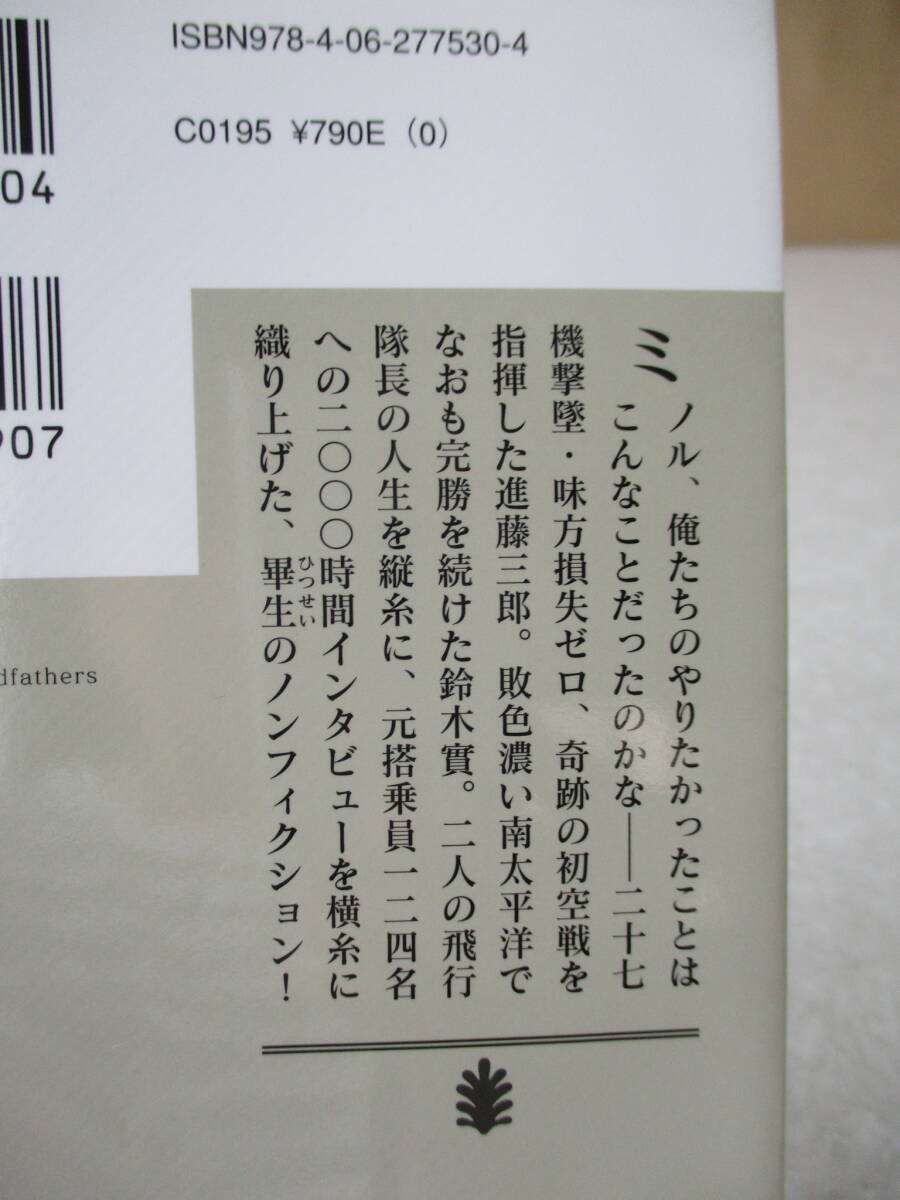 ISBN978-4-06-277530-4
C0195 ¥790E (0)
04
907
dfathers
ミノル、俺たちのやりたかったことは
こんなことだったのかな——二十七
機撃墜・味方損失ゼロ、奇跡の初空戦を
指揮した進藤三郎。敗色濃い南太平洋で
なおも完勝を続けた鈴木實。二人の飛行
隊長の人生を縦糸に、元搭乗員一二四名
への二〇〇〇時間インタビューを横糸に
織り上げた、畢生のノンフィクション！
ひつせい